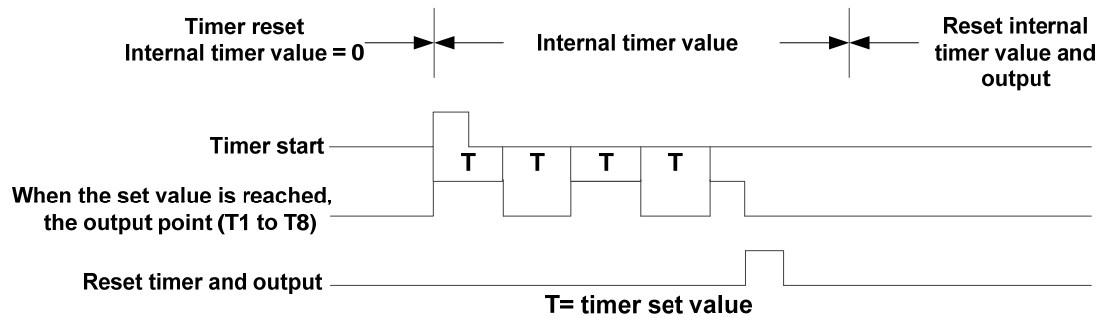 Timer reset
Internal timer value = 0
Internal timer value
Reset internal
timer value and
output
Timer start
T T T T
When the set value is reached,
the output point (T1 to T8)
Reset timer and output
T= timer set value